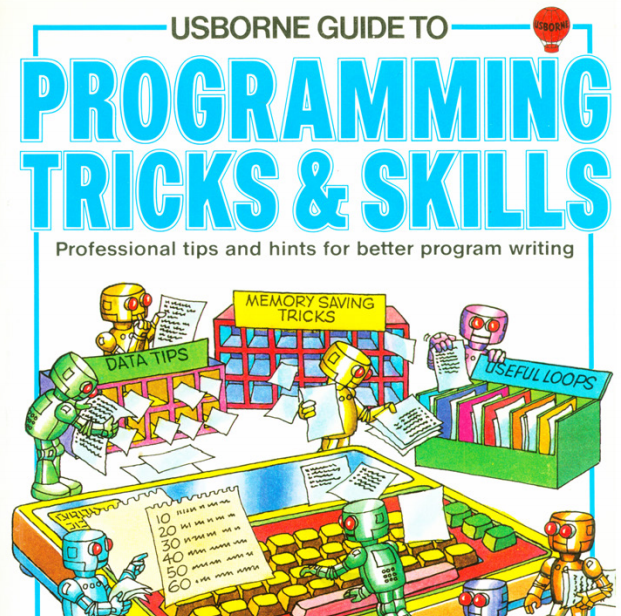 USBORNE GUIDE TO
USBORNE
PROGRAMMING
TRICKS & SKILLS
Professional tips and hints for better program writing
MEMORY SAVING
TRICKS
DATA TIPS
USEFUL LOOPS
10
20
30
40
50
60